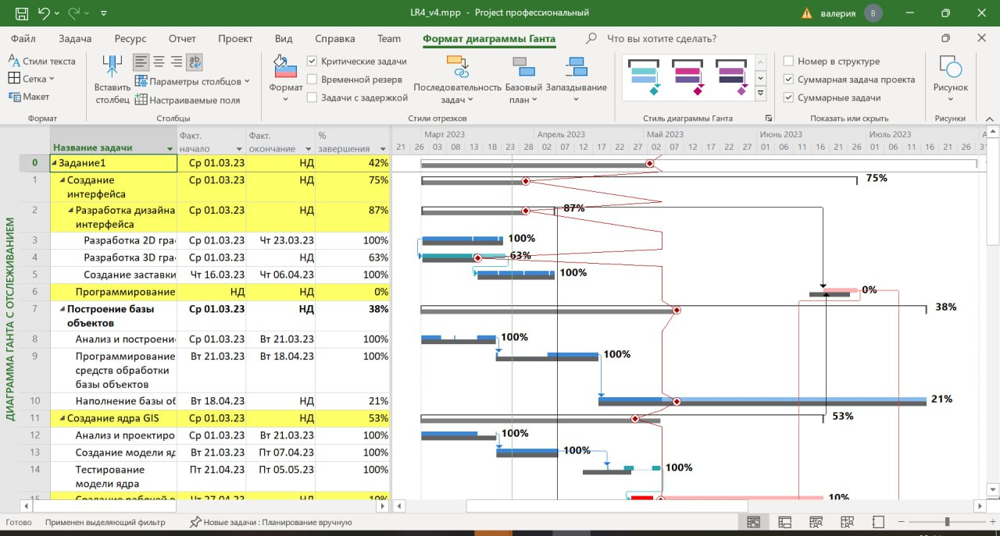 LR4_v4.mpp - Project профессиональный
валерия
В
Файл Задача Ресурс Отчет Проект Вид Справка Team Формат диаграммы Ганта Что вы хотите сделать?
Стили текста
Сетка
Макет
Формат
Вставить столбец
Параметры столбцов
Настраиваемые поля
Столбцы
Формат
Критические задачи
Временной резерв
Задачи с задержкой
Последовательность задач
Базовый план
Запаздывание
Стили отрезков
Стиль диаграммы Ганта
Номер в структуре
Суммарная задача проекта
Суммарные задачи
Показать или скрыть
Рисунок
Рисунки
ДИАГРАММА ГАНТА С ОТСЛЕЖИВАНИЕМ
Название задачи
Факт. начало
Факт. окончание
% завершения
Март 2023 Апрель 2023 Май 2023 Июнь 2023 Июль 2023 А
21 26 03 08 13 18 23 28 02 07 12 17 22 27 02 07 12 17 22 27 01 06 11 16 21 26 01 06 11 16 21 26 31
0 Задание1 Ср 01.03.23 НД 42%
1 Создание Ср 01.03.23 НД 75% 75%
интерфейса
2 Разработка дизайна Ср 01.03.23 НД 87% 87%
интерфейса
3 Разработка 2D гра Ср 01.03.23 Чт 23.03.23 100% 100%
4 Разработка 3D гра Ср 01.03.23 НД 63% 63%
5 Создание заставки Чт 16.03.23 Чт 06.04.23 100% 100%
6 Программирование НД НД 0% 0%
7 Построение базы Ср 01.03.23 НД 38% 38%
объектов
8 Анализ и построени Ср 01.03.23 Вт 21.03.23 100% 100%
9 Программирование Вт 21.03.23 Вт 18.04.23 100% 100%
средств обработки
базы объектов
10 Наполнение базы об Вт 18.04.23 НД 21% 21%
11 Создание ядра GIS Ср 01.03.23 НД 53% 53%
12 Анализ и проектиро Ср 01.03.23 Вт 21.03.23 100% 100%
13 Создание модели яд Вт 21.03.23 Пт 07.04.23 100% 100%
14 Тестирование Пт 21.04.23 Пт 05.05.23 100% 100%
модели ядра
15 Создание рабочей в Чт 27.04.23 НД 10% 10%
Готово Применен выделяющий фильтр Новые задачи : Планирование вручную